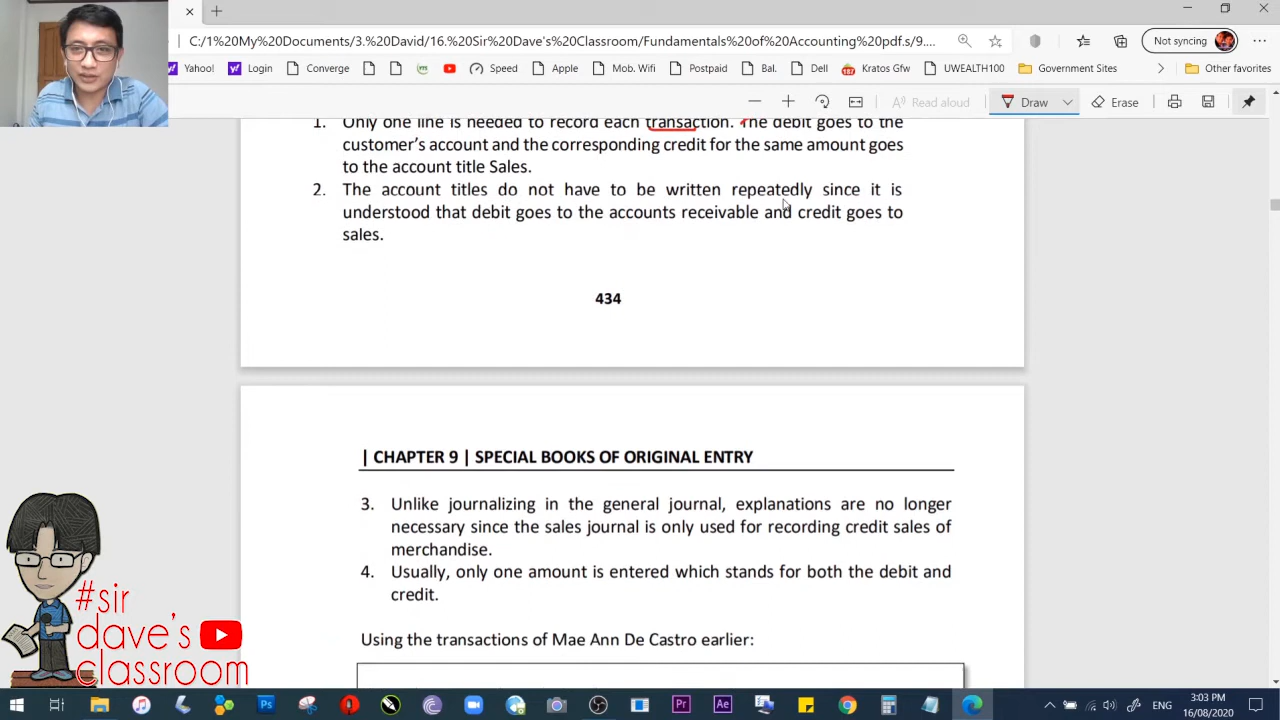 C:/1%20My%20Documents/3.%20David/16.%20Sir%20Dave's%20Classroom/Fundamentals%20of%20Accounting%20pdf.s/9....
Not syncing
Yahoo!
Login
Converge
Speed
Apple
Mob. Wifi
Postpaid
Bal.
Dell
Kratos Gfw
UWEALTH100
Government Sites
Other favorites
Read aloud
Draw
Erase
1. Only one line is needed to record each transaction. The debit goes to the
customer's account and the corresponding credit for the same amount goes
to the account title Sales.
2. The account titles do not have to be written repeatedly since it is
understood that debit goes to the accounts receivable and credit goes to
sales.
434
| CHAPTER 9 | SPECIAL BOOKS OF ORIGINAL ENTRY
3. Unlike journalizing in the general journal, explanations are no longer
necessary since the sales journal is only used for recording credit sales of
merchandise.
4. Usually, only one amount is entered which stands for both the debit and
credit.
Using the transactions of Mae Ann De Castro earlier:
#sir
dave's
classroom
Ps
Pr
Ae
ENG
3:03 PM
16/08/2020